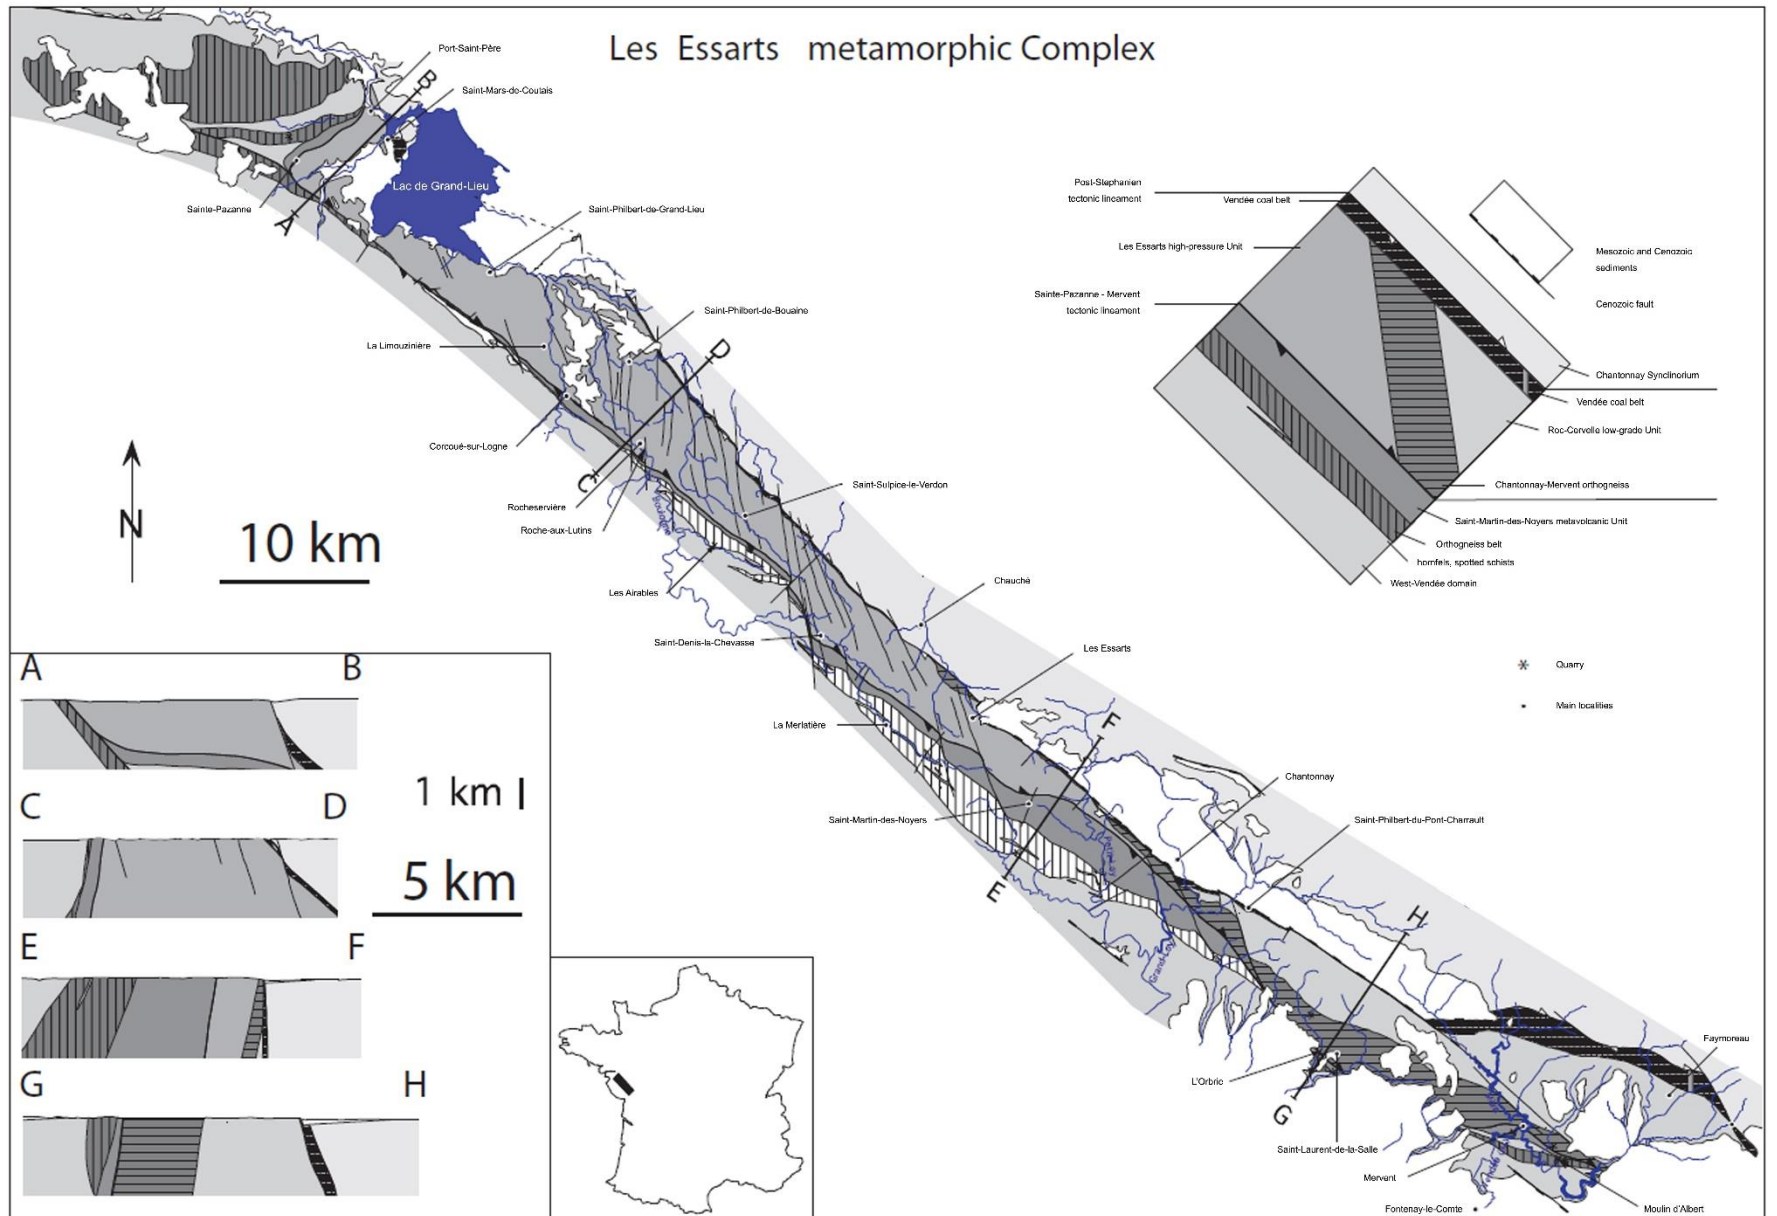 Les Essarts metamorphic Complex
Port-Saint-Père
B
Saint-Mars-de-Coutais
Lac de Grand-Lieu
Sainte-Pazanne
A
Saint-Philbert-de-Grand-Lieu
Saint-Philbert-de-Bouaine
La Limouzinière
D
Corcoué-sur-Logne
C
Rocheservière
Roche-aux-Lutins
Saint-Sulpice-le-Verdon
Boulogne
Les Airables
Chauché
Saint-Denis-la-Chevasse
Les Essarts
La Merlatière
F
Chantonnay
Saint-Martin-des-Noyers
Saint-Philbert-du-Pont-Charrault
Petit-Lay
E
Grand-Lay
H
Faymoreau
L'Orbric
G
Saint-Laurent-de-la-Salle
Mervent
Moulin d'Albert
Fontenay-le-Comte
N
10 km
Post-Stephanien
tectonic lineament
Vendée coal belt
Les Essarts high-pressure Unit
Sainte-Pazanne - Mervent
tectonic lineament
Mesozoic and Cenozoic
sediments
Cenozoic fault
Chantonnay Synclinorium
Vendée coal belt
Roc-Cervelle low-grade Unit
Chantonnay-Mervent orthogneiss
Saint-Martin-des-Noyers metavolcanic Unit
Orthogneiss belt
hornfels, spotted schists
West-Vendée domain
Quarry
Main localities
A B
C D
E F
G H
1 km
5 km